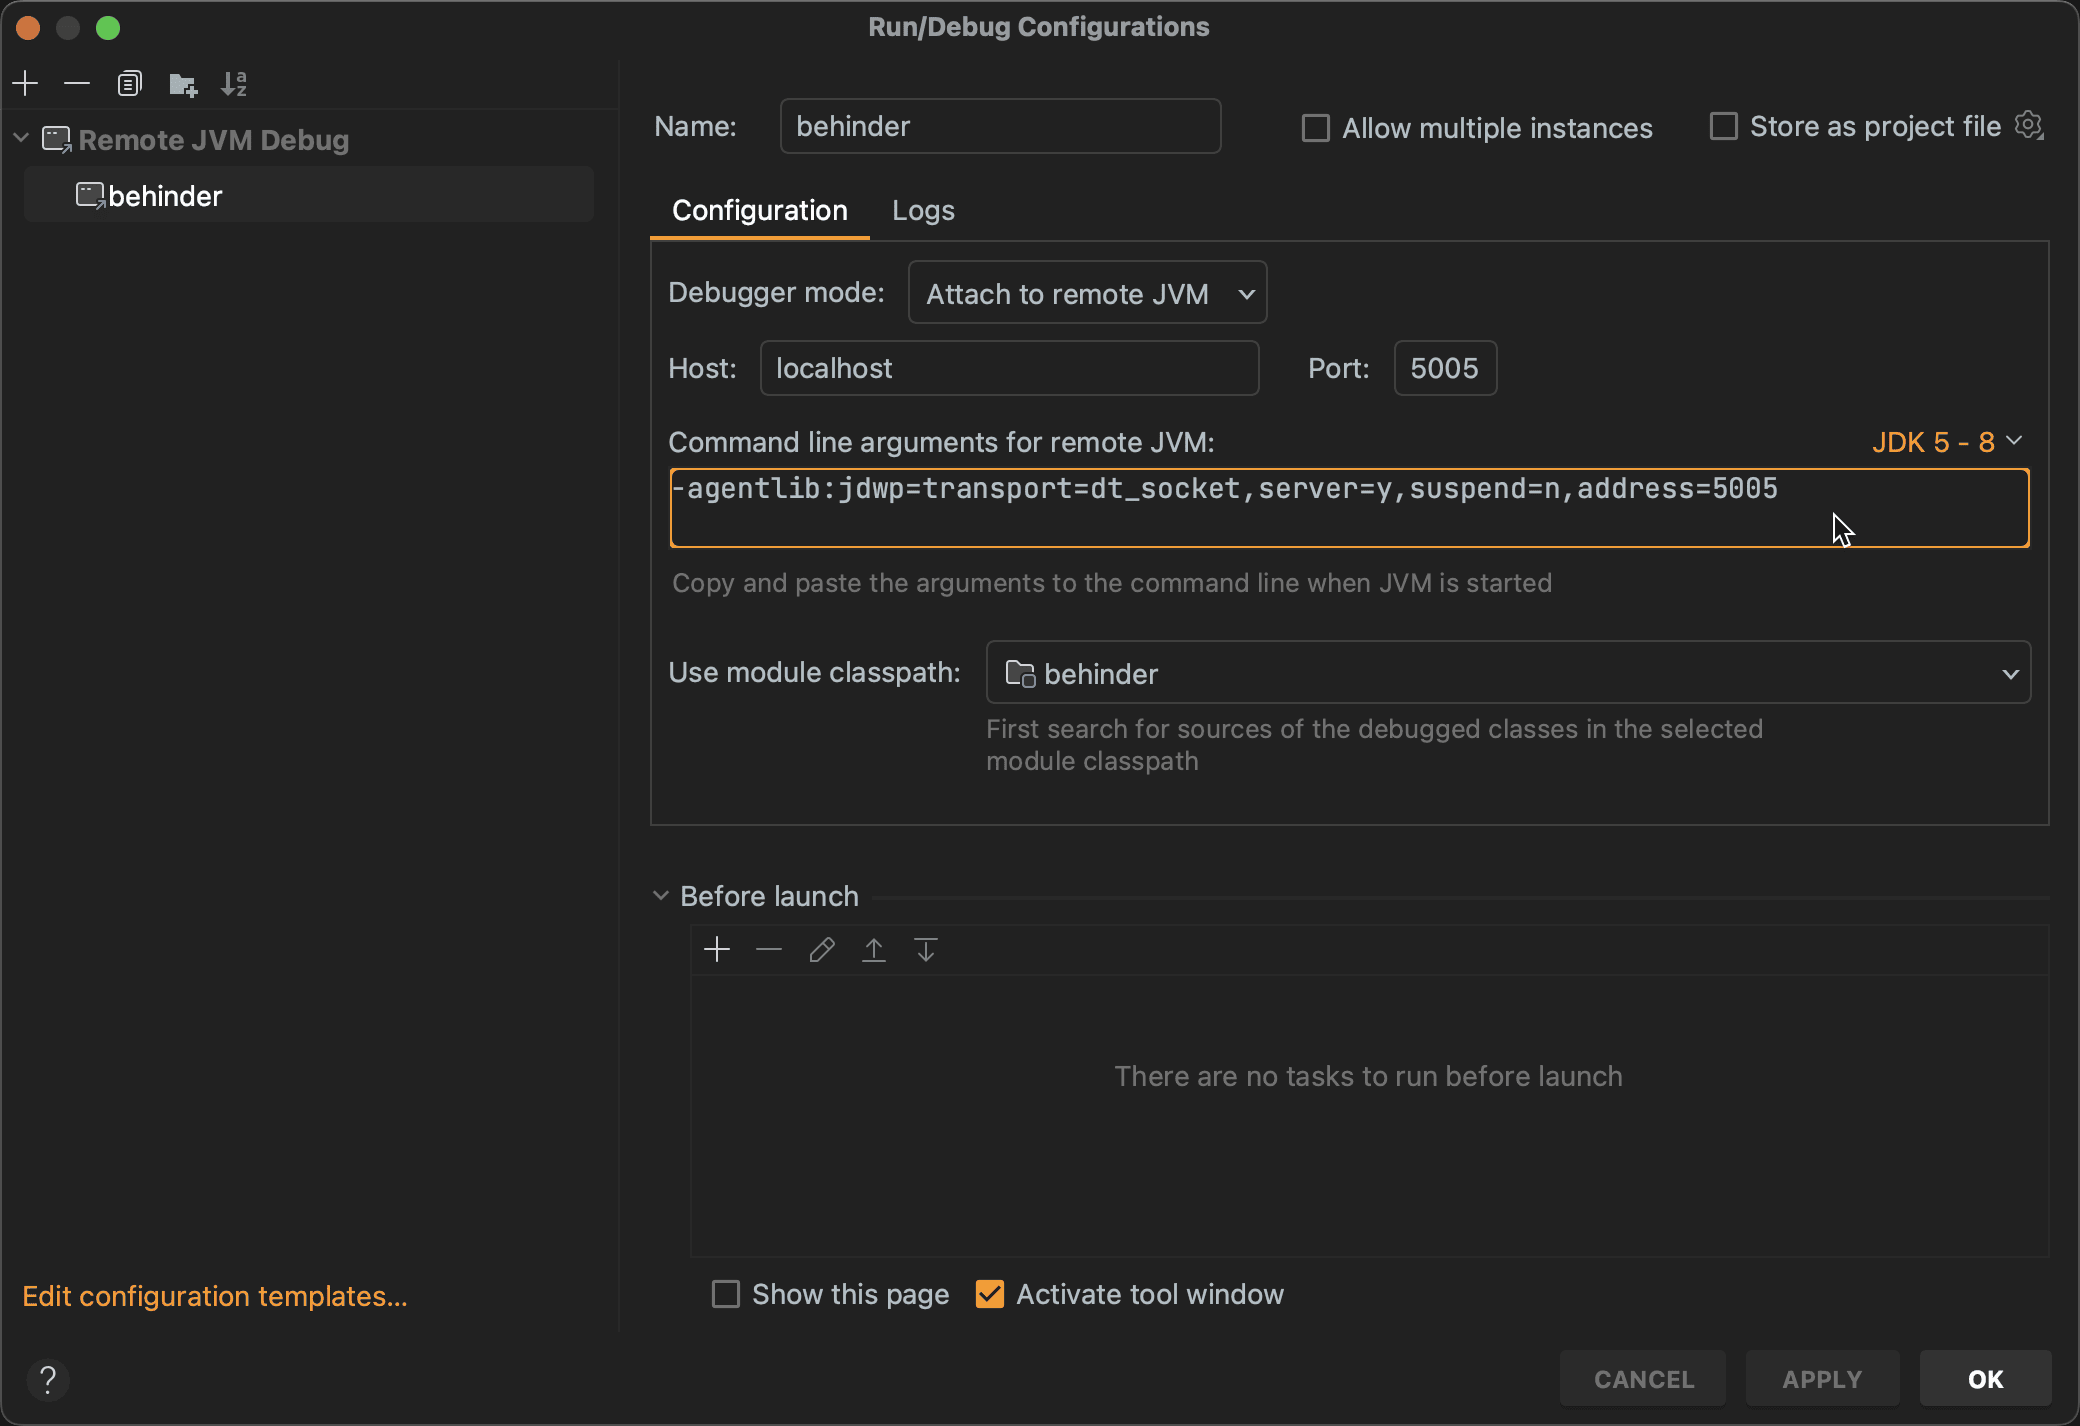 Run/Debug Configurations
Remote JVM Debug
behinder
Edit configuration templates...
?
Name: behinder
Allow multiple instances
Store as project file
Configuration Logs
Debugger mode: Attach to remote JVM
Host: localhost Port: 5005
Command line arguments for remote JVM: JDK 5 - 8
-agentlib:jdwp=transport=dt_socket,server=y,suspend=n,address=5005
Copy and paste the arguments to the command line when JVM is started
Use module classpath: behinder
First search for sources of the debugged classes in the selected
module classpath
Before launch
There are no tasks to run before launch
Show this page Activate tool window
CANCEL APPLY OK